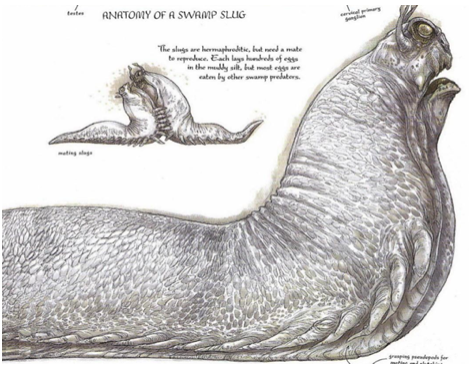 testes
cervical primary
ganglion
ANATOMY OF A SWAMP SLUG
The slugs are hermaphroditic, but need a mate
to reproduce. Each lays hundreds of eggs
in the muddy silt, but most eggs are
eaten by other swamp predators.
mating slugs
grasping pseudopods for